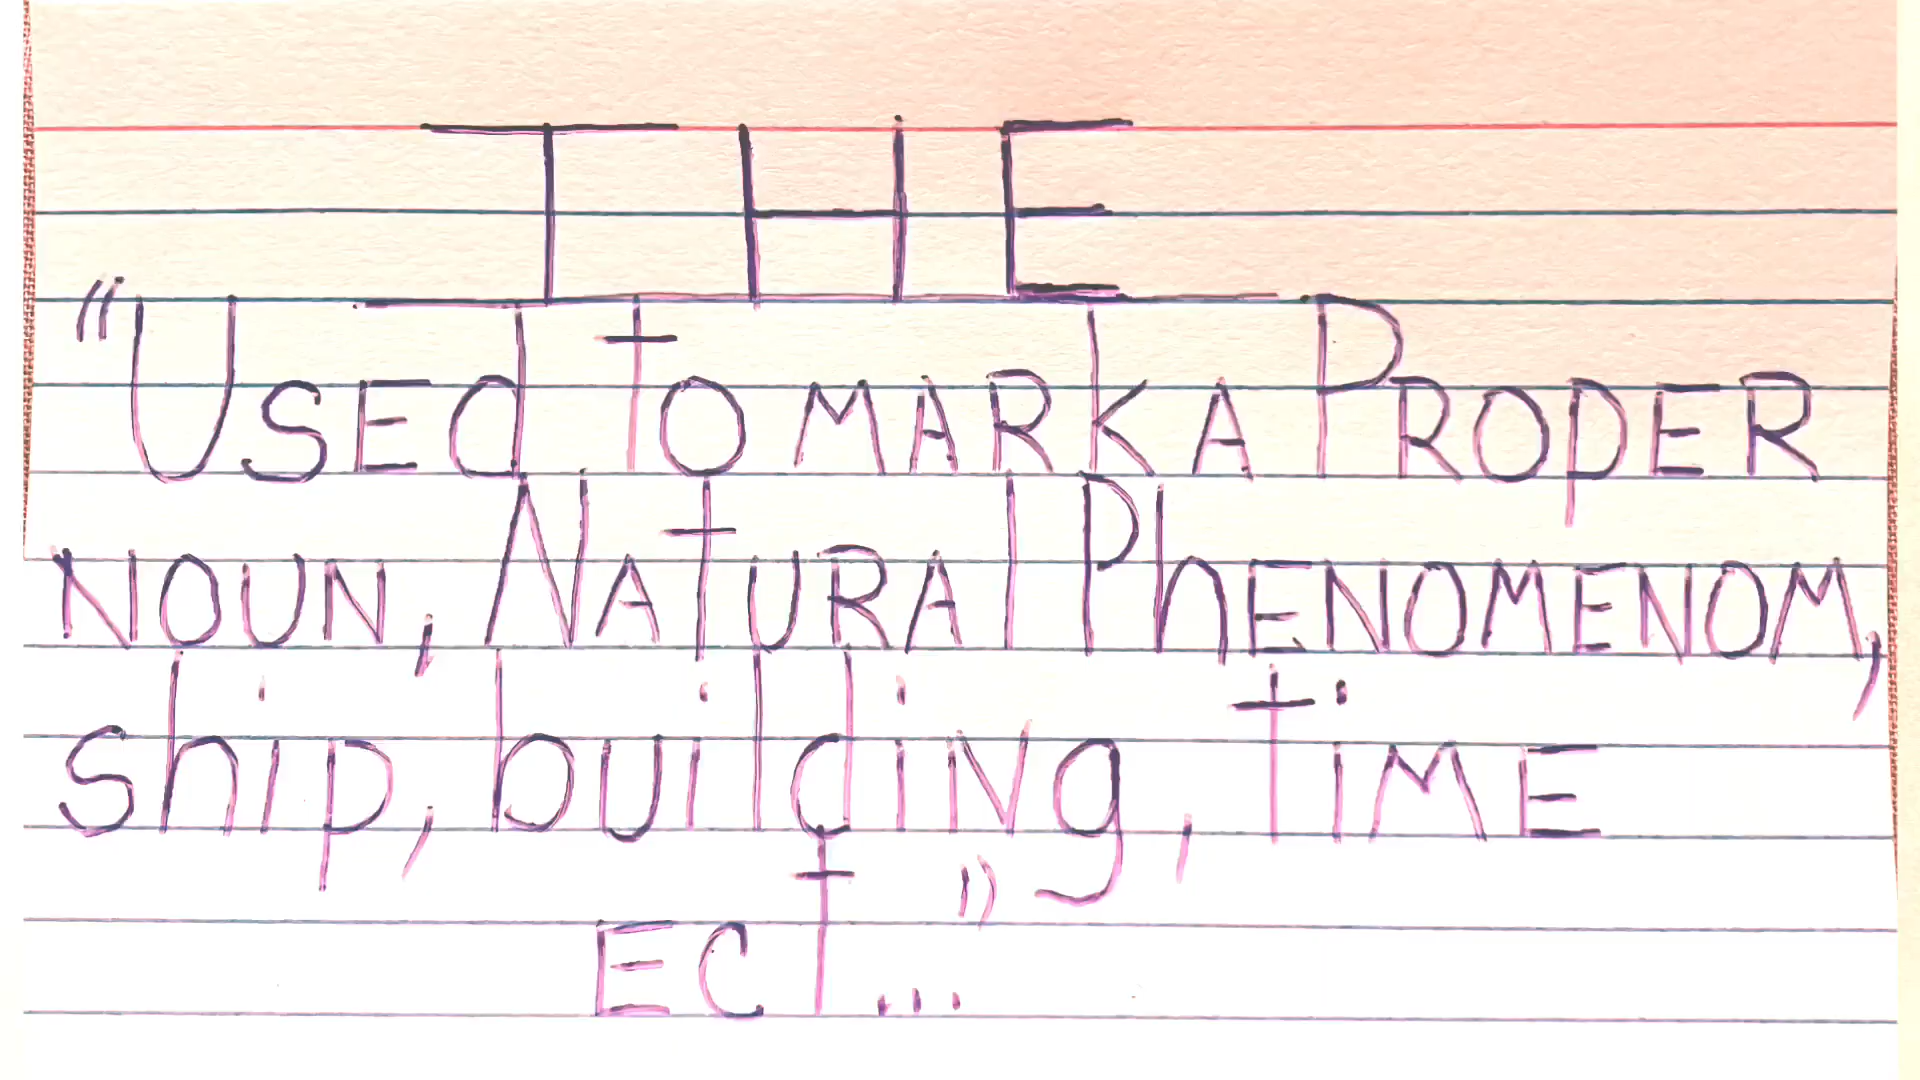 THE
"Used to mark a Proper
noun, Natural Phenomenom,
ship, building, time
ect..."